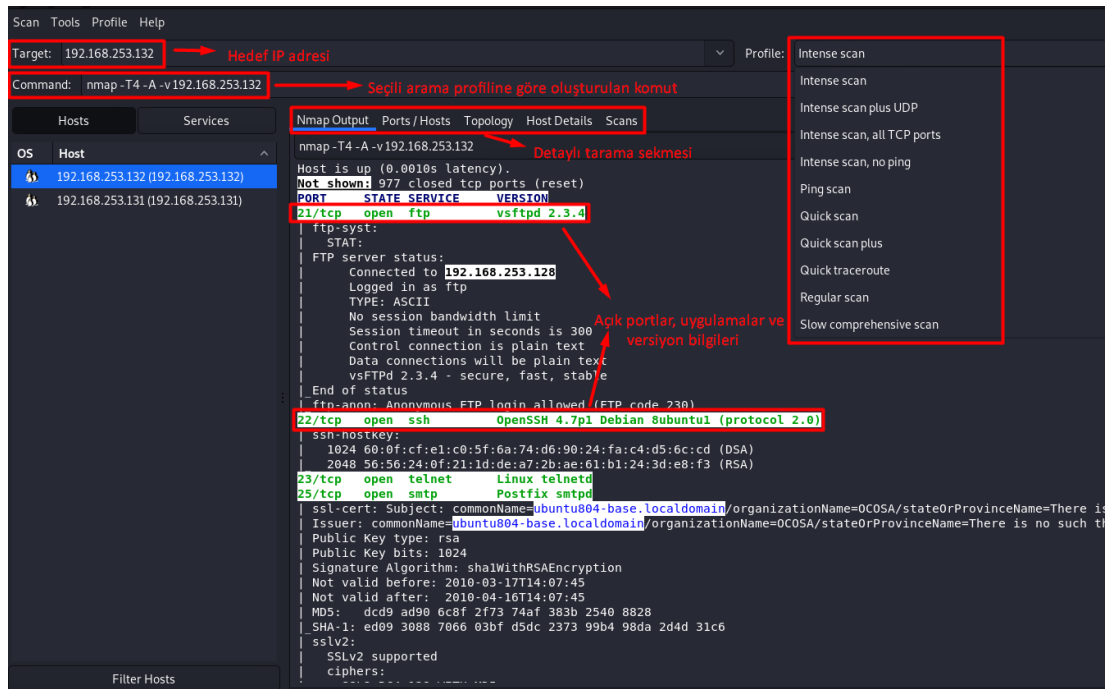 Scan Tools Profile Help
Target: 192.168.253.132
Hedef IP adresi
Profile: Intense scan
Command: nmap -T4 -A -v 192.168.253.132
Seçili arama profiline göre oluşturulan komut
Intense scan
Intense scan plus UDP
Intense scan, all TCP ports
Intense scan, no ping
Ping scan
Quick scan
Quick scan plus
Quick traceroute
Regular scan
Slow comprehensive scan
Hosts Services
OS Host
192.168.253.132 (192.168.253.132)
192.168.253.131 (192.168.253.131)
Filter Hosts
Nmap Output Ports / Hosts Topology Host Details Scans
nmap -T4 -A -v 192.168.253.132
Detaylı tarama sekmesi
Host is up (0.0010s latency).
Not shown: 977 closed tcp ports (reset)
PORT STATE SERVICE VERSION
21/tcp open ftp vsftpd 2.3.4
| ftp-syst:
| STAT:
| FTP server status:
| Connected to 192.168.253.128
| Logged in as ftp
| TYPE: ASCII
| No session bandwidth limit
| Session timeout in seconds is 300
| Control connection is plain text
| Data connections will be plain text
| vsFTPd 2.3.4 - secure, fast, stable
|_End of status
Açık portlar, uygulamalar ve
versiyon bilgileri
|_ftp-anon: Anonymous FTP login allowed (FTP code 230)
22/tcp open ssh OpenSSH 4.7p1 Debian 8ubuntu1 (protocol 2.0)
| ssh-hostkey:
| 1024 60:0f:cf:e1:c0:5f:6a:74:d6:90:24:fa:c4:d5:6c:cd (DSA)
|_ 2048 56:56:24:0f:21:1d:de:a7:2b:ae:61:b1:24:3d:e8:f3 (RSA)
23/tcp open telnet Linux telnetd
25/tcp open smtp Postfix smtpd
| ssl-cert: Subject: commonName=ubuntu804-base.localdomain/organizationName=OCOSA/stateOrProvinceName=There is
| Issuer: commonName=ubuntu804-base.localdomain/organizationName=OCOSA/stateOrProvinceName=There is no such
| Public Key type: rsa
| Public Key bits: 1024
| Signature Algorithm: sha1WithRSAEncryption
| Not valid before: 2010-03-17T14:07:45
| Not valid after: 2010-04-16T14:07:45
| MD5: dcd9 ad90 6c8f 2f73 74af 383b 2540 8828
|_SHA-1: ed09 3088 7066 03bf d5dc 2373 99b4 98da 2d4d 31c6
| sslv2:
| SSLv2 supported
| ciphers: